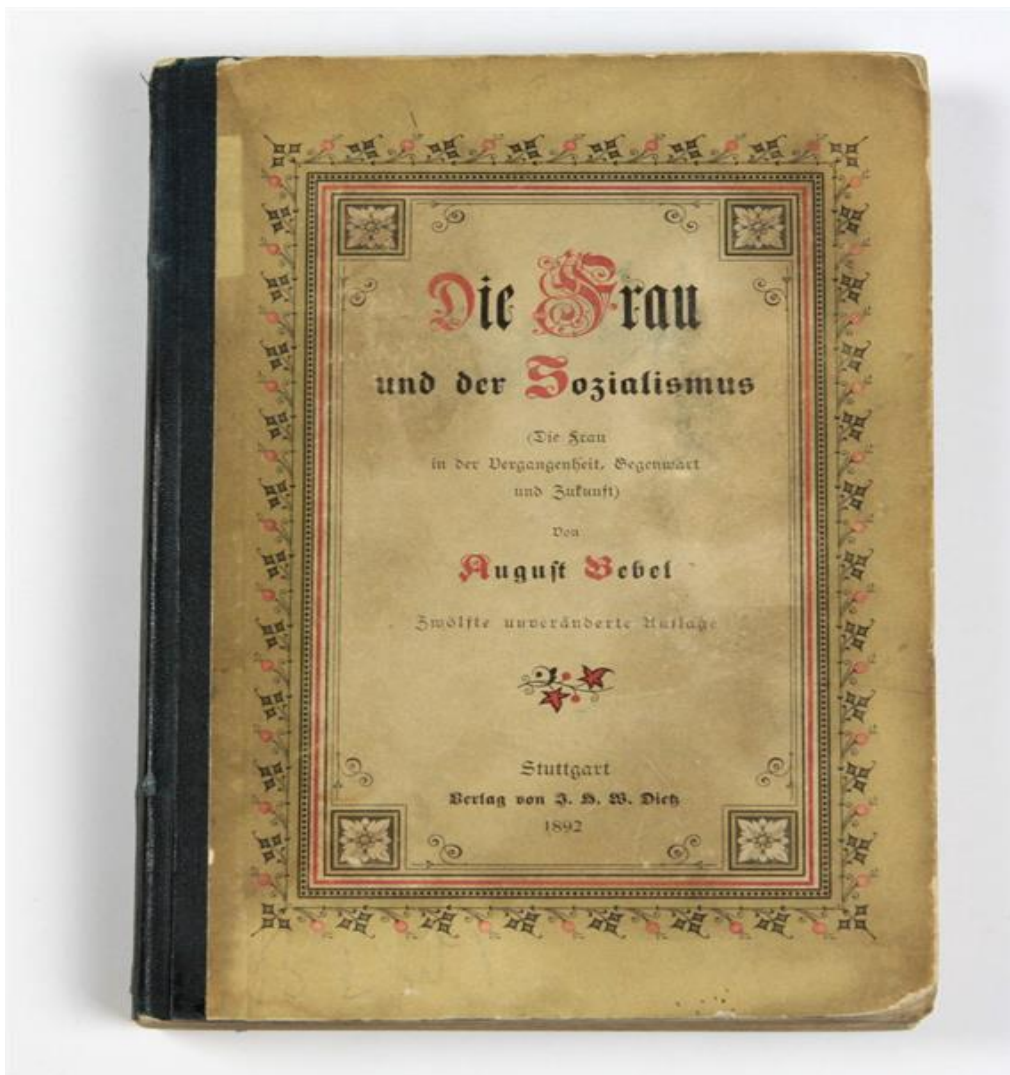 Die Frau
und der Sozialismus
(Die Frau
in der Vergangenheit, Gegenwart
und Zukunft)
Von
August Bebel
Zwölfte unveränderte Auflage
Stuttgart
Verlag von J. H. W. Dietz
1892